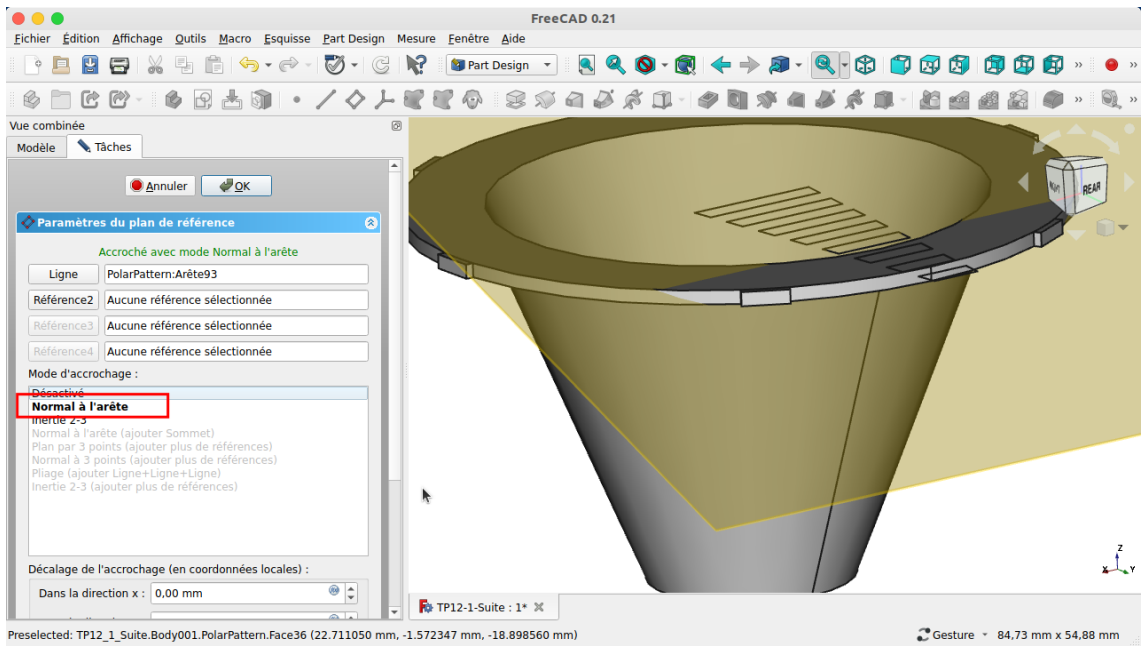 FreeCAD 0.21
Fichier Édition Affichage Outils Macro Esquisse Part Design Mesure Fenêtre Aide
Part Design
Vue combinée
Modèle Tâches
Annuler OK
Paramètres du plan de référence
Accroché avec mode Normal à l'arête
Ligne PolarPattern:Arête93
Référence2 Aucune référence sélectionnée
Référence3 Aucune référence sélectionnée
Référence4 Aucune référence sélectionnée
Mode d'accrochage :
Désactivé
Normal à l'arête
Inertie 2-3
Normal à l'arête (ajouter Sommet)
Plan par 3 points (ajouter plus de références)
Normal à 3 points (ajouter plus de références)
Pliage (ajouter Ligne+Ligne+Ligne)
Inertie 2-3 (ajouter plus de références)
Décalage de l'accrochage (en coordonnées locales) :
Dans la direction x : 0,00 mm
REAR
Z
X Y
TP12-1-Suite : 1*
Preselected: TP12_1_Suite.Body001.PolarPattern.Face36 (22.711050 mm, -1.572347 mm, -18.898560 mm)
Gesture 84,73 mm x 54,88 mm